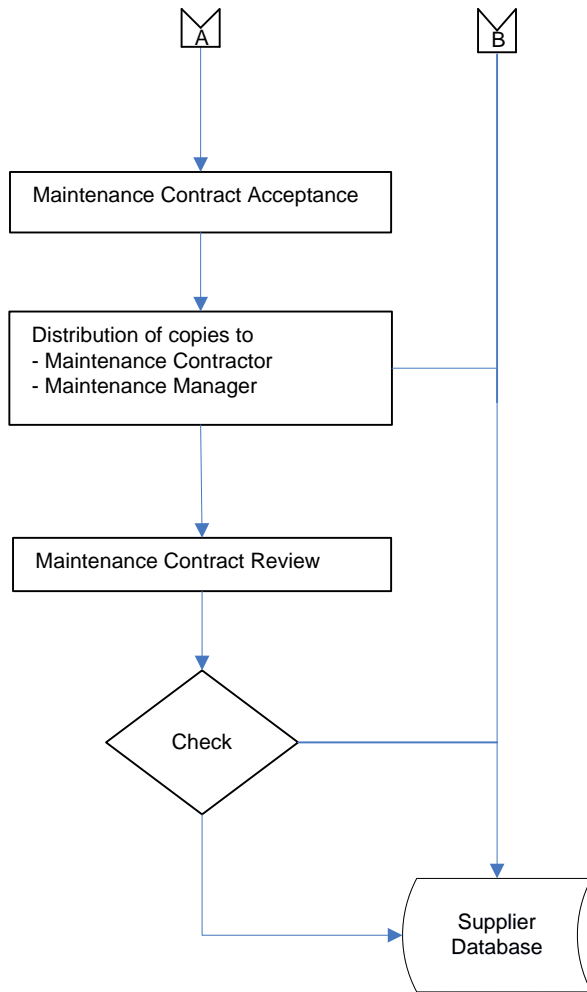 A
B
Maintenance Contract Acceptance
Distribution of copies to
- Maintenance Contractor
- Maintenance Manager
Maintenance Contract Review
Check
Supplier
Database